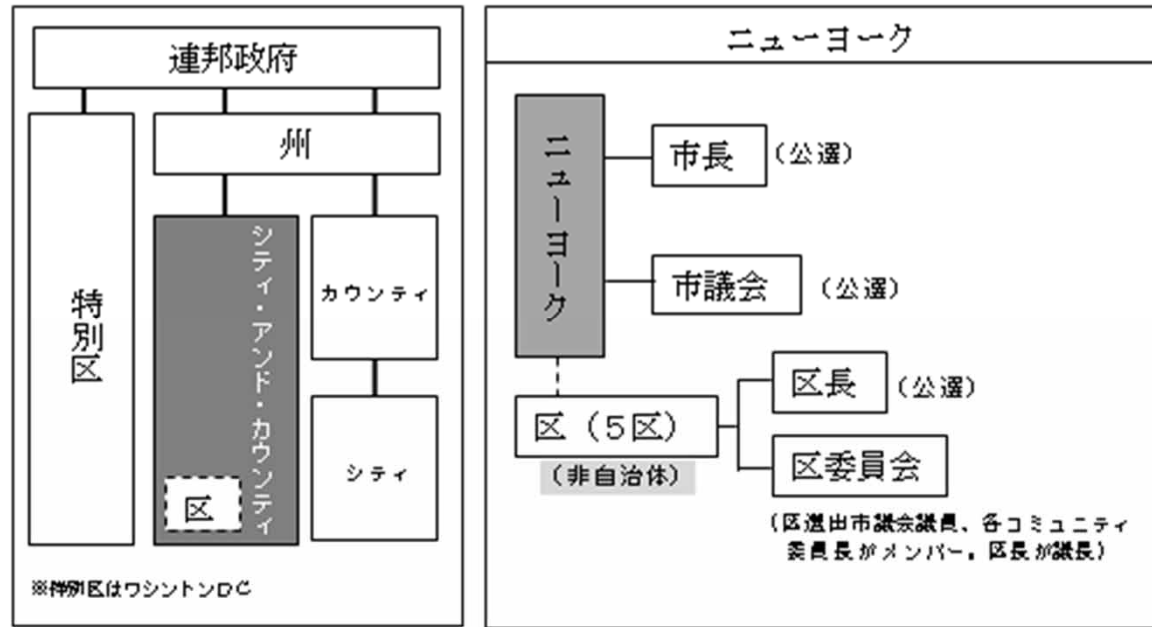 連邦政府
州
特別区
シティ・アンド・カウンティ
区
カウンティ
シティ
※特別区はワシントンDC
ニューヨーク
ニューヨーク
市長
(公選)
市議会
(公選)
区(5区)
(非自治体)
区長
(公選)
区委員会
(区選出市議会議員、各コミュニティ
委員長がメンバー。区長が議長)